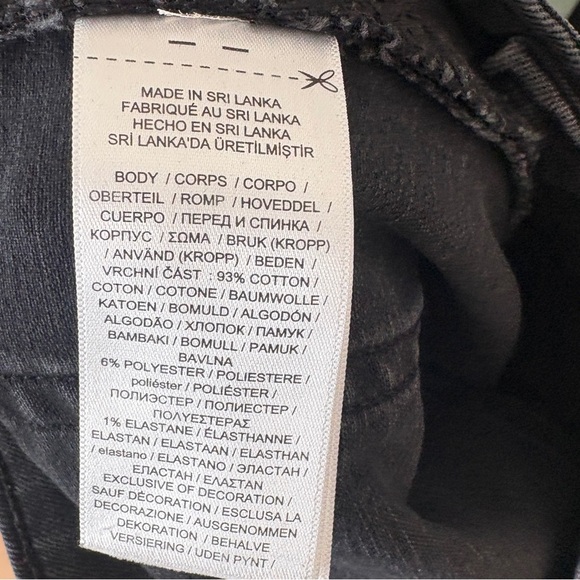 MADE IN SRI LANKA
FABRIQUÉ AU SRI LANKA
HECHO EN SRI LANKA
SRİ LANKA'DA ÜRETİLMİŞTİR
BODY / CORPS / CORPO /
OBERTEIL / ROMP / HOVEDDEL /
CUERPO / ПЕРЕД И СПИНКА /
КОРПУС / ΣΩΜΑ / BRUK (KROPP)
/ ANVÄND (KROPP) / BEDEN /
VRCHNÍ ČÁST : 93% COTTON /
COTON / COTONE / BAUMWOLLE /
KATOEN / BOMULD / ALGODÓN /
ALGODÃO / ХЛОПОК / ПАМУК /
BAMBAKI / BOMULL / PAMUK /
BAVLNA
6% POLYESTER / POLIESTERE /
poliéster / POLIÉSTER /
ПОЛИЭСТЕР / ПОЛИЕСТЕР /
ΠΟΛΥΕΣΤΕΡΑΣ
1% ELASTANE / ÉLASTHANNE /
ELASTAN / ELASTAAN / ELASTHAN
/ elastano / ELASTANO / ЭЛАСТАН /
ЕЛАСТАН / ΕΛΑΣΤΑΝ
EXCLUSIVE OF DECORATION /
SAUF DÉCORATION / ESCLUSA LA
DECORAZIONE / AUSGENOMMEN
DEKORATION / BEHALVE
VERSIERING / UDEN PYNT /